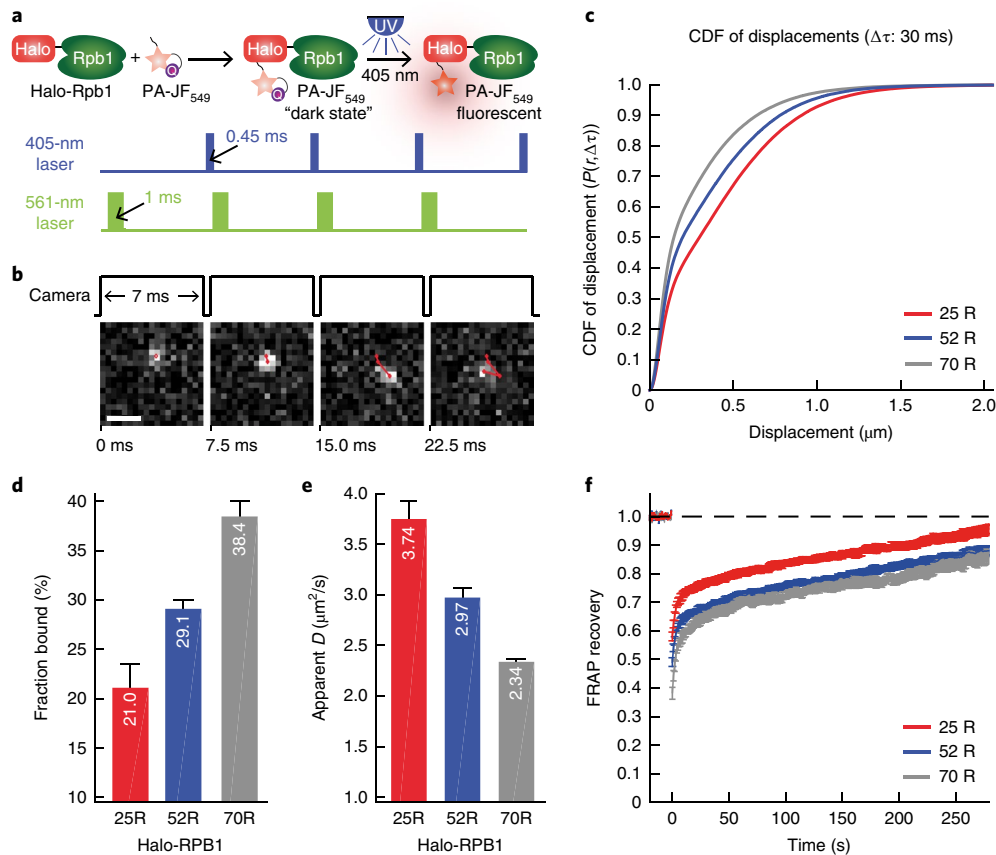 a
Halo
Rpb1
Halo-Rpb1
+
Q
PA-JF549
Halo
Rpb1
Q
PA-JF549
“dark state”
UV
405 nm
Halo
Rpb1
PA-JF549
fluorescent
405-nm
laser
0.45 ms
561-nm
laser
1 ms
b
Camera
7 ms
0 ms
7.5 ms
15.0 ms
22.5 ms
c
CDF of displacements (Δτ: 30 ms)
CDF of displacement (P(r,Δτ))
1.0
0.9
0.8
0.7
0.6
0.5
0.4
0.3
0.2
0.1
0
25 R
52 R
70 R
0 0.5 1.0 1.5 2.0
Displacement (μm)
d
Fraction bound (%)
40
35
30
25
20
15
10
21.0
29.1
38.4
25R 52R 70R
Halo-RPB1
e
Apparent D (μm²/s)
4.0
3.5
3.0
2.5
2.0
1.5
1.0
3.74
2.97
2.34
25R 52R 70R
Halo-RPB1
f
FRAP recovery
1.0
0.9
0.8
0.7
0.6
0.5
0.4
0.3
0.2
0.1
0
25 R
52 R
70 R
0 50 100 150 200 250
Time (s)